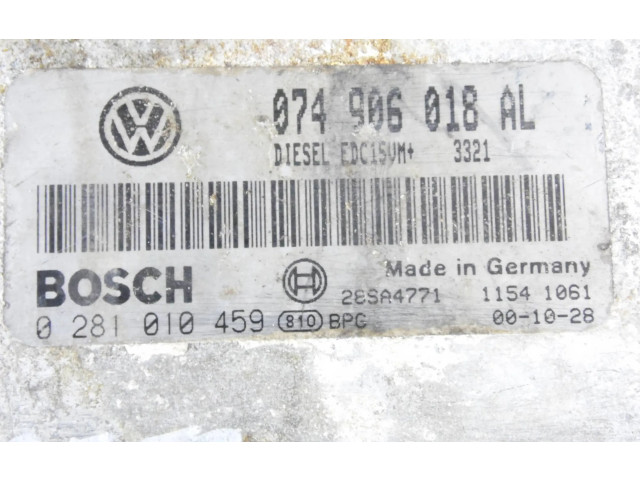 074 906 018 AL
DIESEL EDC15VM+ 3321
BOSCH
Made in Germany
28SA4771 1154 1061
0 281 010 459 810 BPC 00-10-28